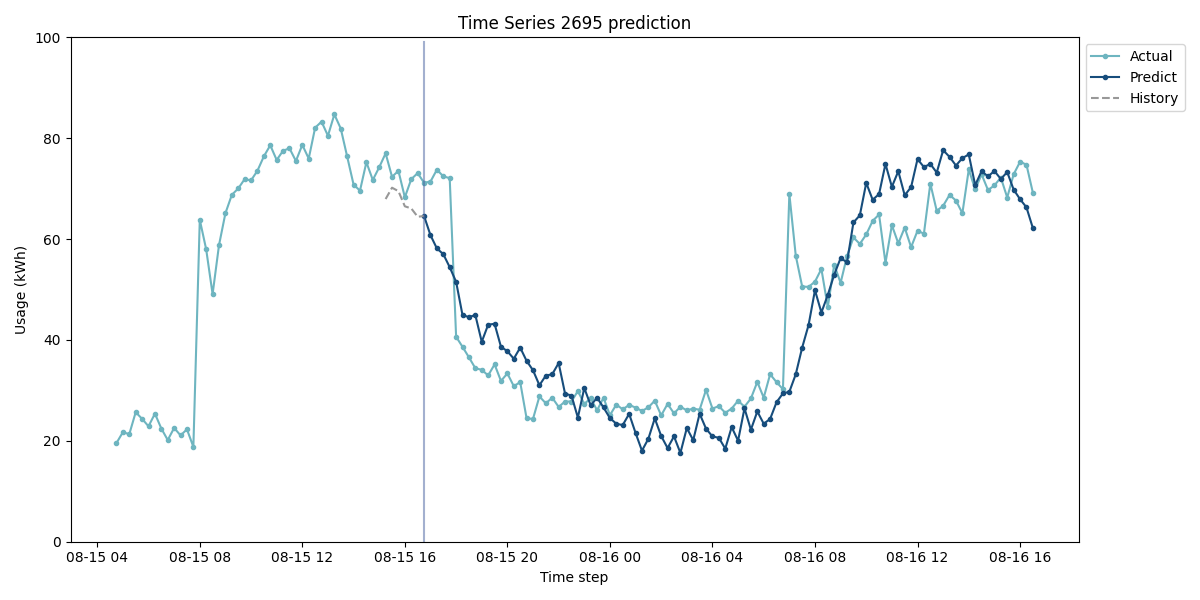 Time Series 2695 prediction
100
80
60
40
20
0
Usage (kWh)
08-15 04 08-15 08 08-15 12 08-15 16 08-15 20 08-16 00 08-16 04 08-16 08 08-16 12 08-16 16
Time step
Actual
Predict
History